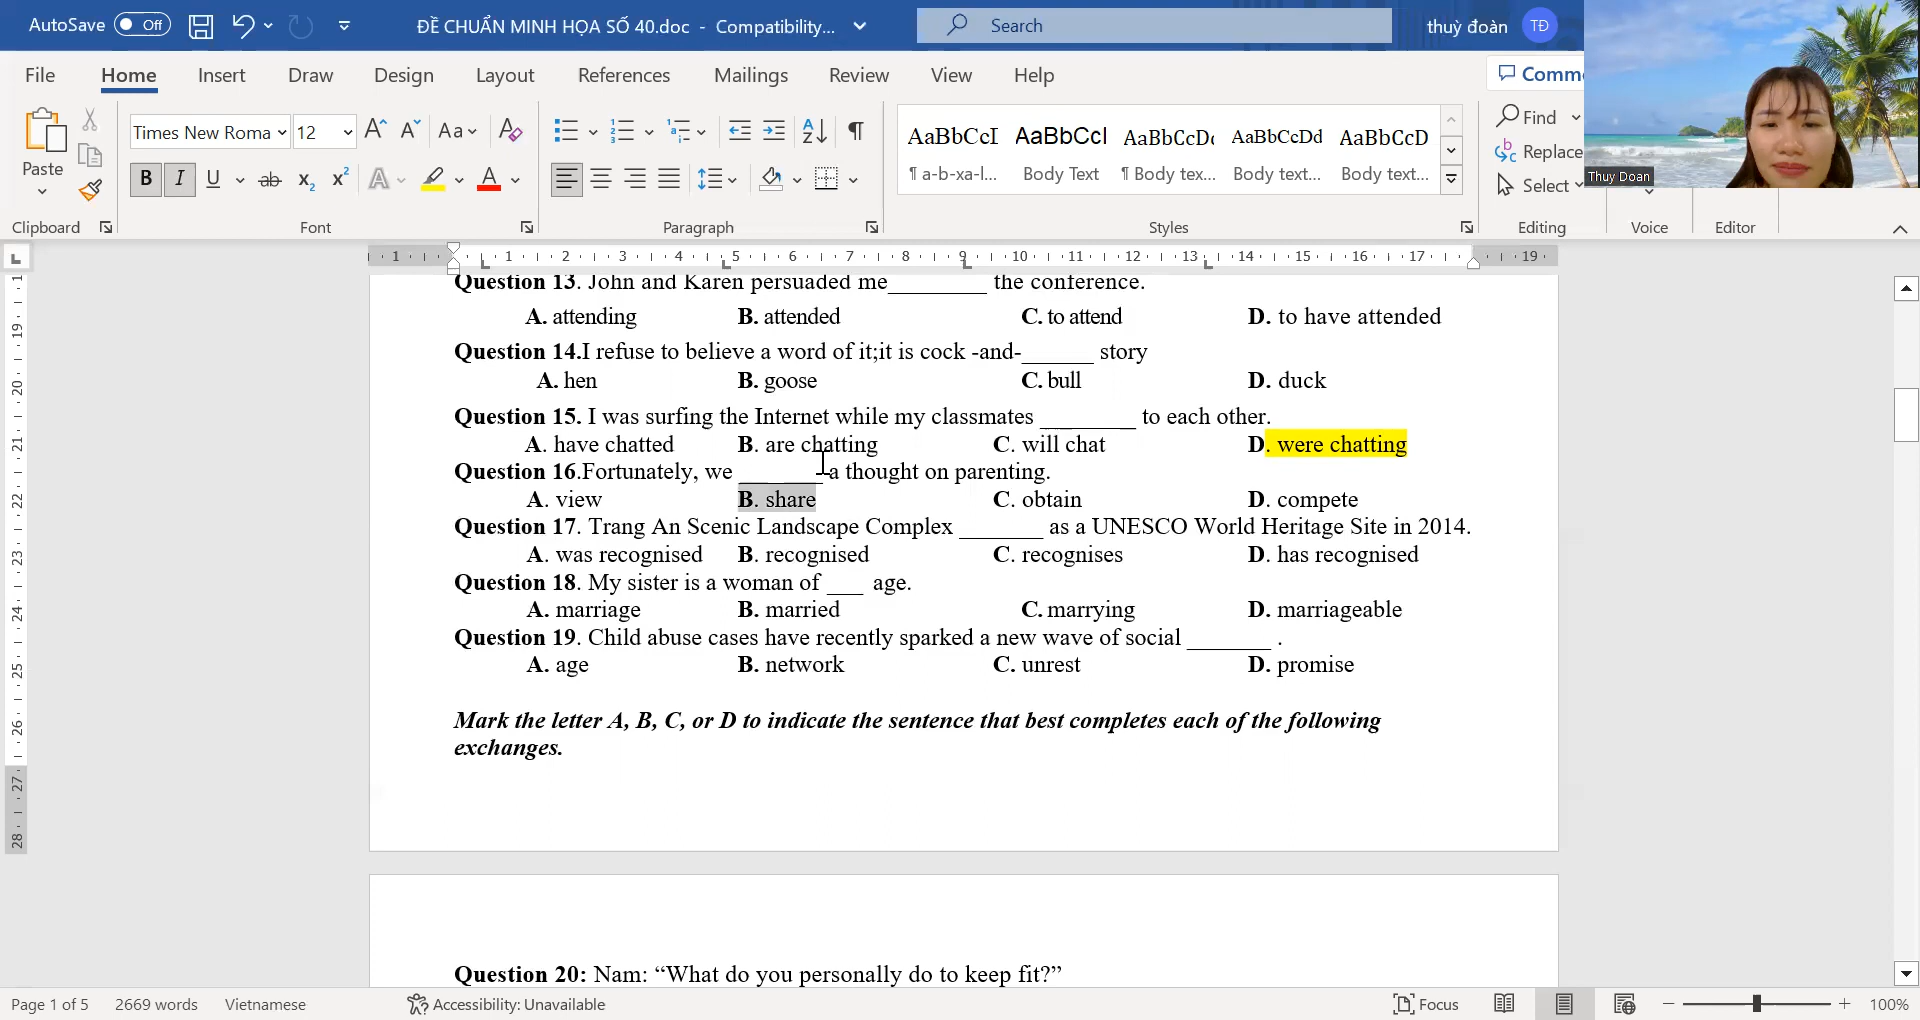 AutoSave Off ĐỀ CHUẨN MINH HỌA SỐ 40.doc - Compatibility... Search thuỳ đoàn TĐ
File Home Insert Draw Design Layout References Mailings Review View Help
Paste Times New Roma 12 Aa AaBbCcI AaBbCcI AaBbCcDc AaBbCcDd AaBbCcD Find
Replace
¶ a-b-xa-l... Body Text ¶ Body tex... Body text... Body text... Select
Thuy Doan
Clipboard Font Paragraph Styles Editing Voice Editor
Question 13. John and Karen persuaded me________ the conference.
A. attending B. attended C. to attend D. to have attended
Question 14.I refuse to believe a word of it;it is cock -and-______ story
A. hen B. goose C. bull D. duck
Question 15. I was surfing the Internet while my classmates ________ to each other.
A. have chatted B. are chatting C. will chat D. were chatting
Question 16.Fortunately, we _______ a thought on parenting.
A. view B. share C. obtain D. compete
Question 17. Trang An Scenic Landscape Complex _______ as a UNESCO World Heritage Site in 2014.
A. was recognised B. recognised C. recognises D. has recognised
Question 18. My sister is a woman of ___ age.
A. marriage B. married C. marrying D. marriageable
Question 19. Child abuse cases have recently sparked a new wave of social _______ .
A. age B. network C. unrest D. promise
Mark the letter A, B, C, or D to indicate the sentence that best completes each of the following
exchanges.
Question 20: Nam: “What do you personally do to keep fit?”
Page 1 of 5 2669 words Vietnamese Accessibility: Unavailable Focus 100%